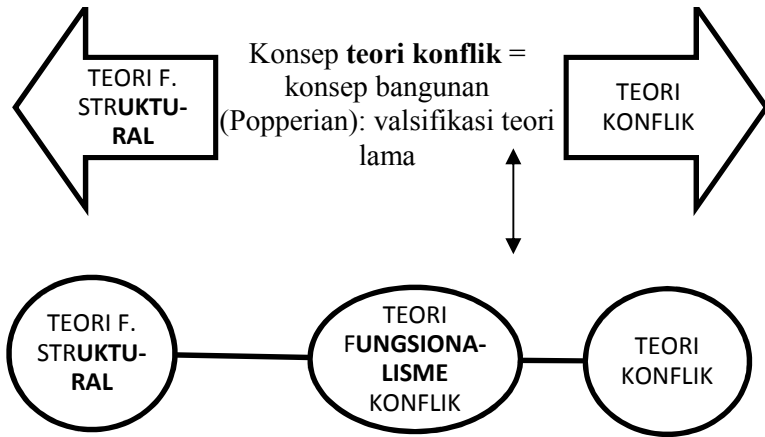 TEORI F.
STRUKTU-
RAL
Konsep teori konflik =
konsep bangunan
(Popperian): valsifikasi teori
lama
TEORI
KONFLIK
TEORI F.
STRUKTU-
RAL
TEORI
FUNGSIONA-
LISME
KONFLIK
TEORI
KONFLIK